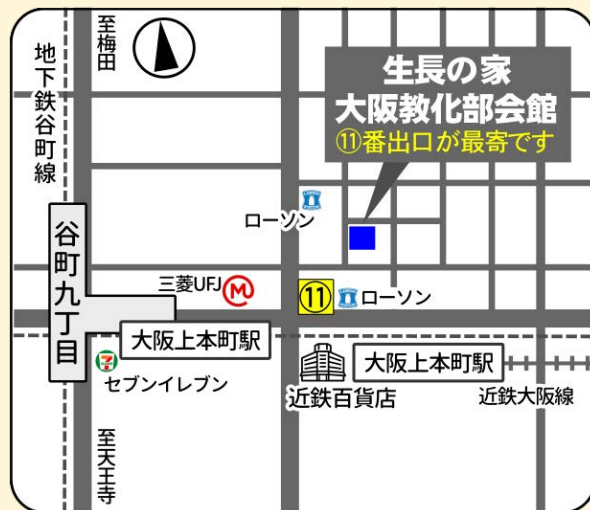 至梅田
地下鉄谷町線
生長の家
大阪教化部会館
⑪番出口が最寄です
ローソン
谷町九丁目
三菱UFJ
⑪
ローソン
大阪上本町駅
大阪上本町駅
7
セブンイレブン
近鉄百貨店
近鉄大阪線
至天王寺